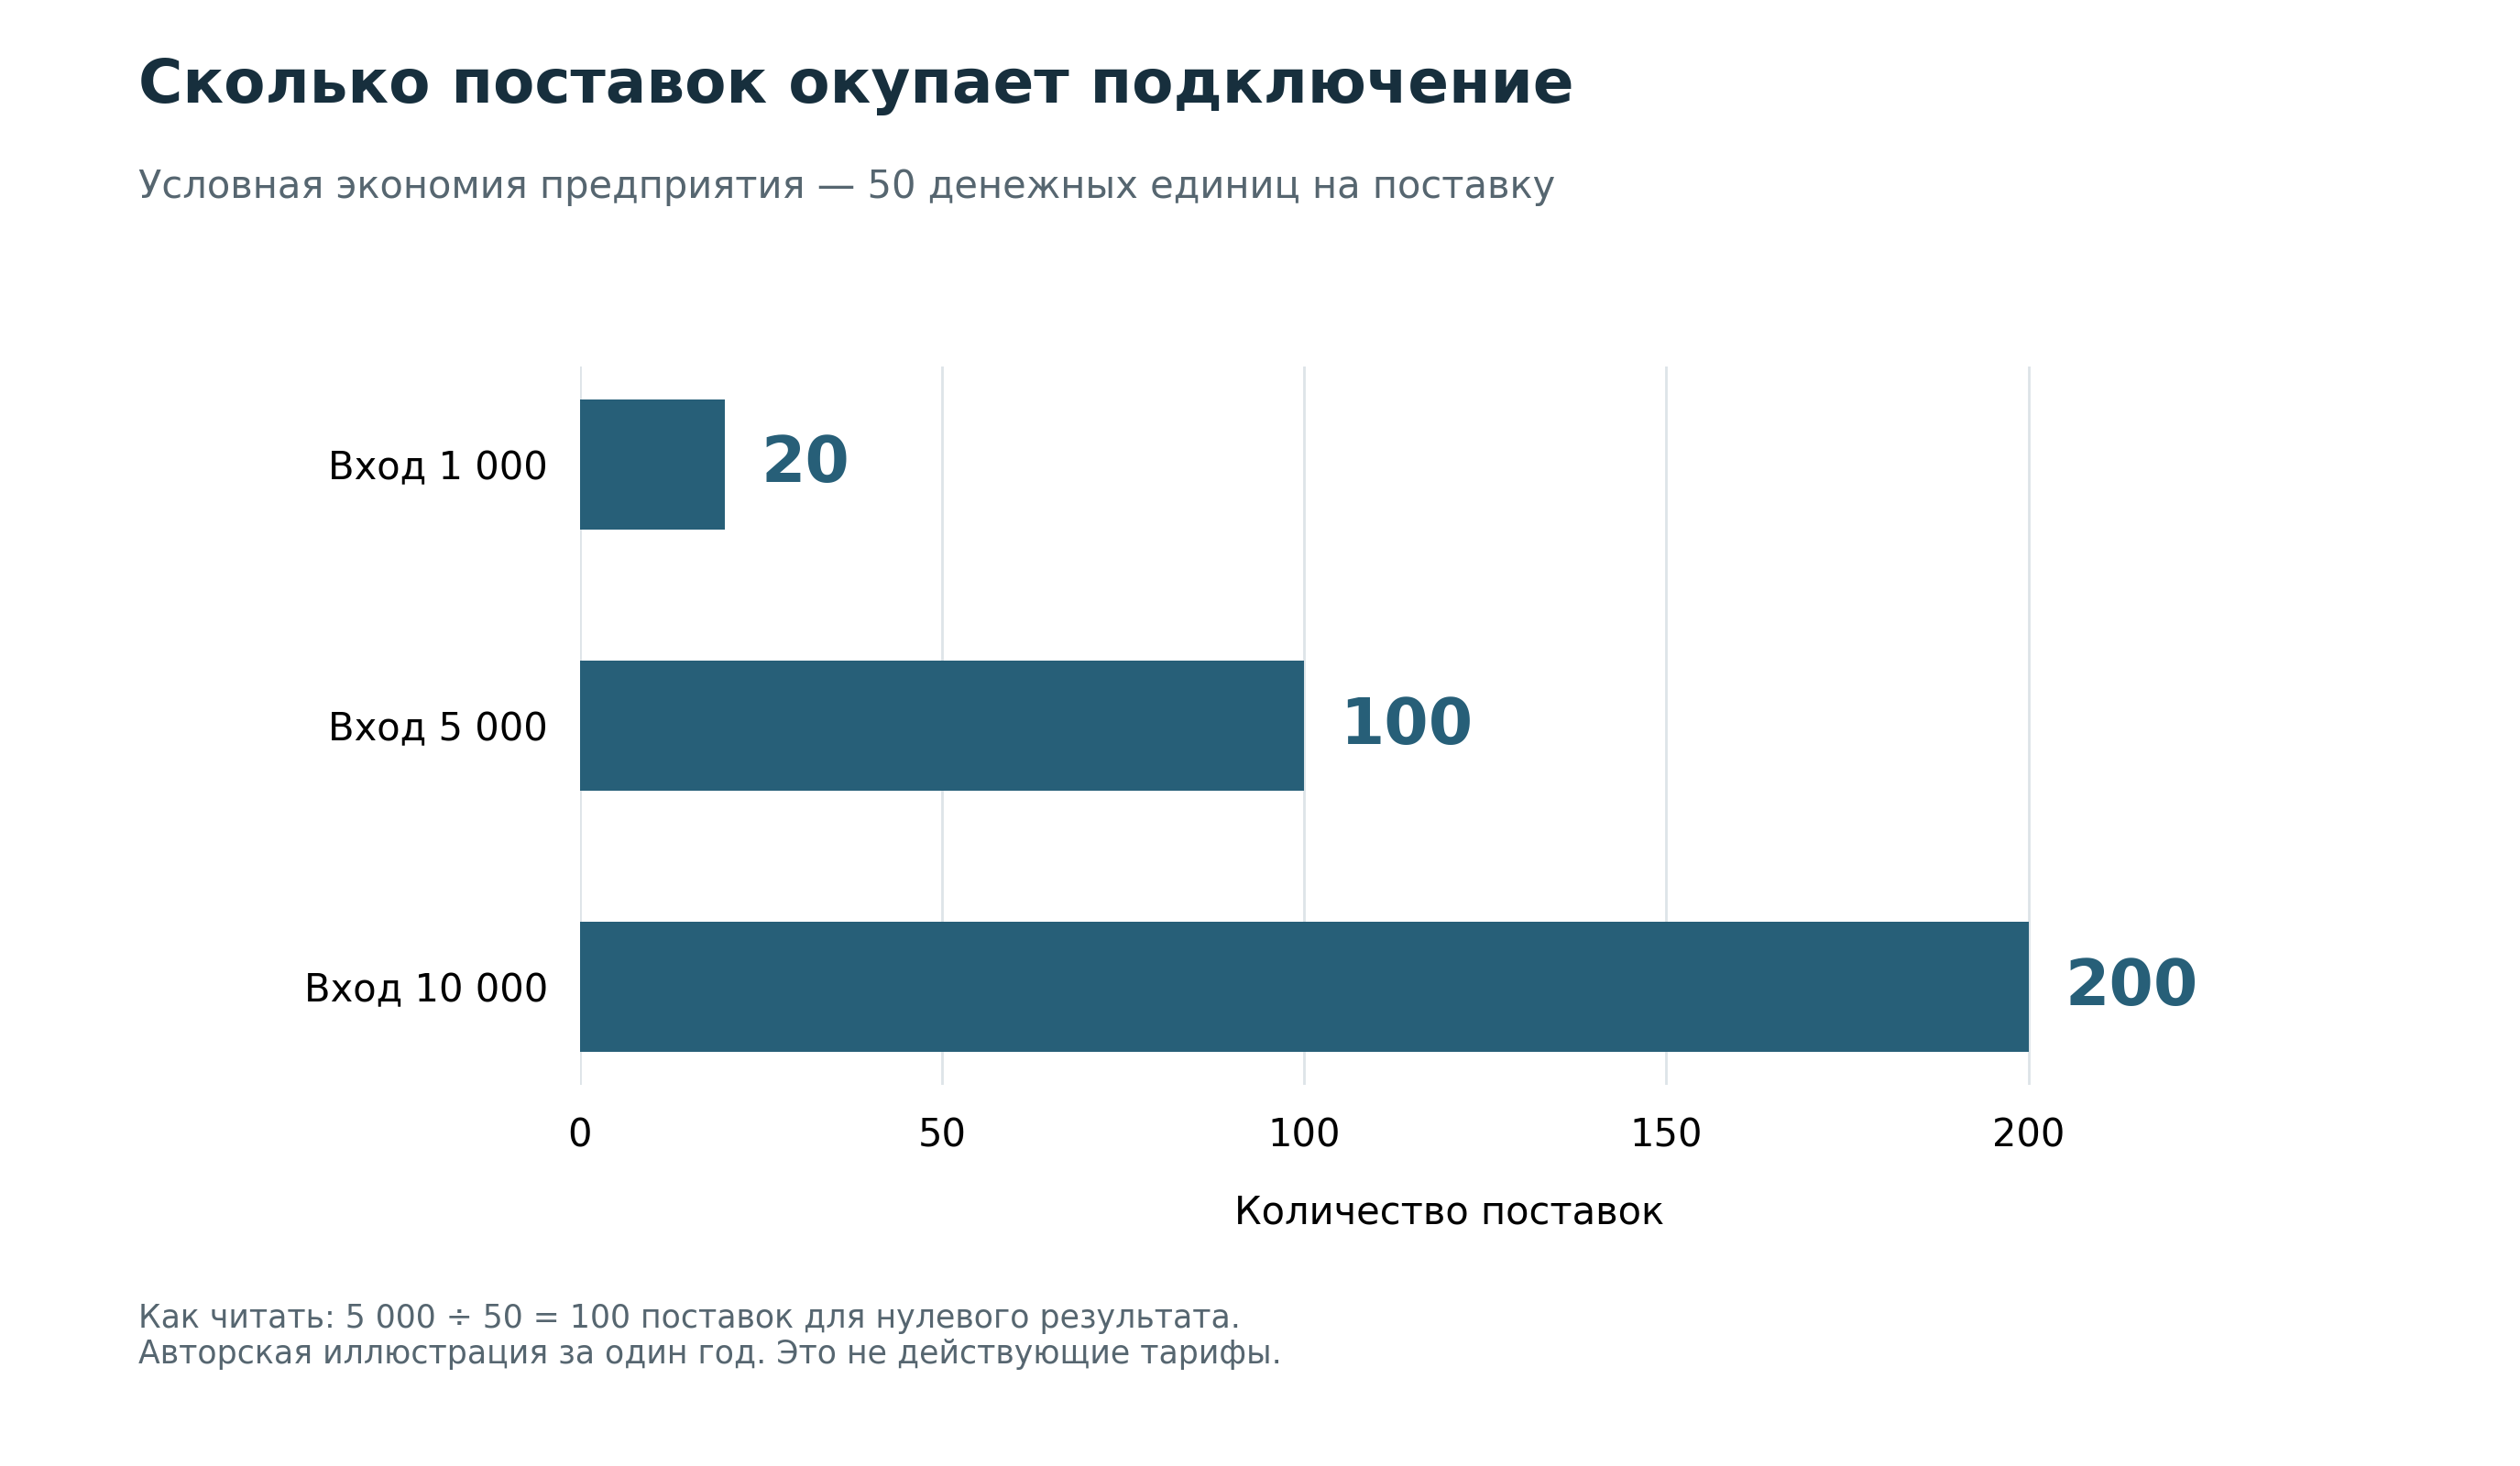 Сколько поставок окупает подключение
Условная экономия предприятия — 50 денежных единиц на поставку
Вход 1 000
20
Вход 5 000
100
Вход 10 000
200
0 50 100 150 200
Количество поставок
Как читать: 5 000 ÷ 50 = 100 поставок для нулевого результата.
Авторская иллюстрация за один год. Это не действующие тарифы.